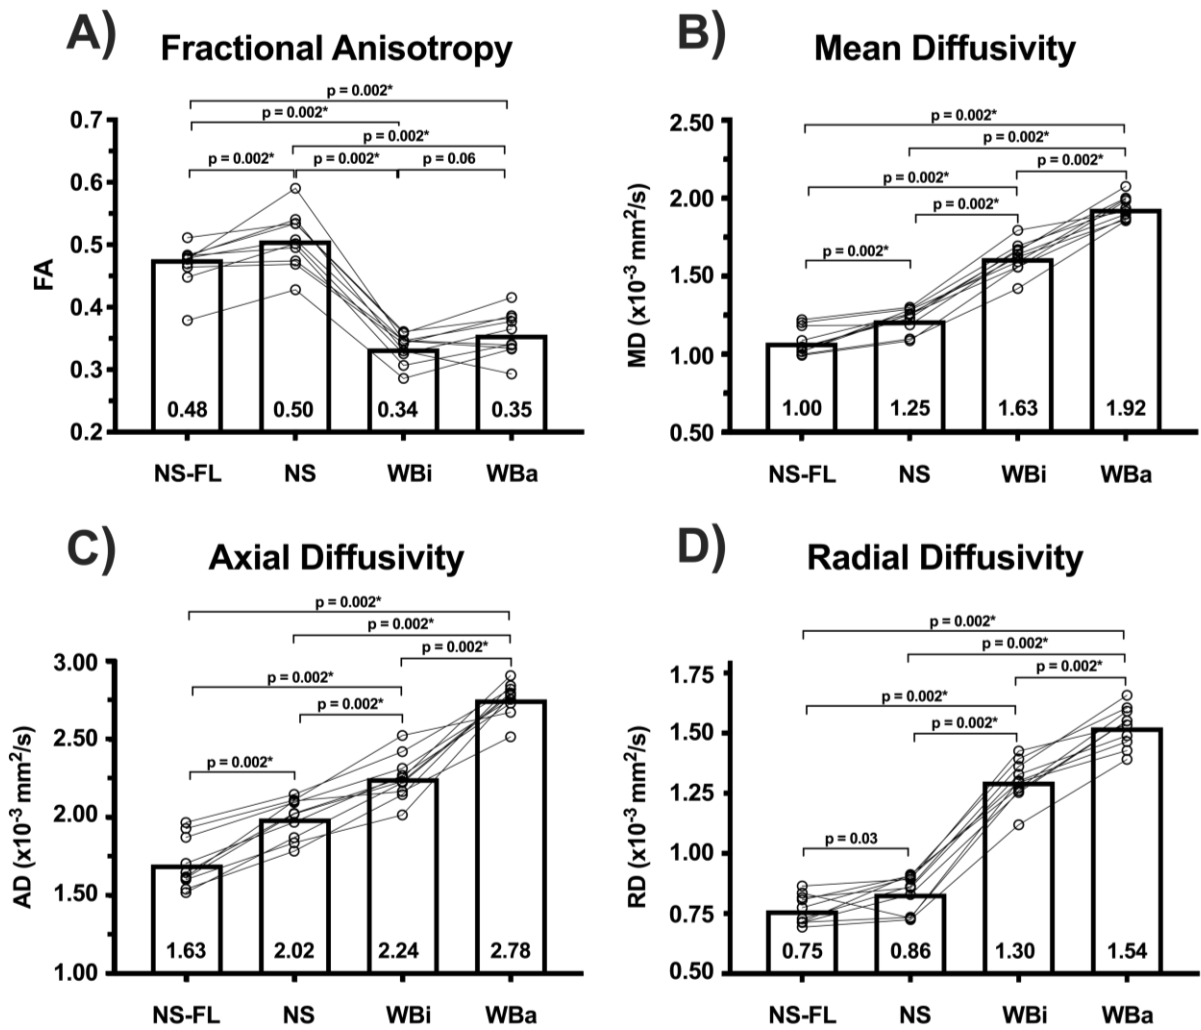 A) Fractional Anisotropy
p = 0.002*
p = 0.002*
p = 0.002*
p = 0.002* p = 0.002* p = 0.06
0.7
0.6
0.5
0.4
0.3
0.2
FA
0.48 0.50 0.34 0.35
NS-FL NS WBi WBa
B) Mean Diffusivity
p = 0.002*
p = 0.002*
p = 0.002*
p = 0.002*
p = 0.002*
p = 0.002*
2.50
2.00
1.50
1.00
0.50
MD (x10⁻³ mm²/s)
1.00 1.25 1.63 1.92
NS-FL NS WBi WBa
C) Axial Diffusivity
p = 0.002*
p = 0.002*
p = 0.002*
p = 0.002*
p = 0.002*
p = 0.002*
3.00
2.50
2.00
1.50
1.00
AD (x10⁻³ mm²/s)
1.63 2.02 2.24 2.78
NS-FL NS WBi WBa
D) Radial Diffusivity
p = 0.002*
p = 0.002*
p = 0.002*
p = 0.002*
p = 0.002*
p = 0.03
1.75
1.50
1.25
1.00
0.75
0.50
RD (x10⁻³ mm²/s)
0.75 0.86 1.30 1.54
NS-FL NS WBi WBa